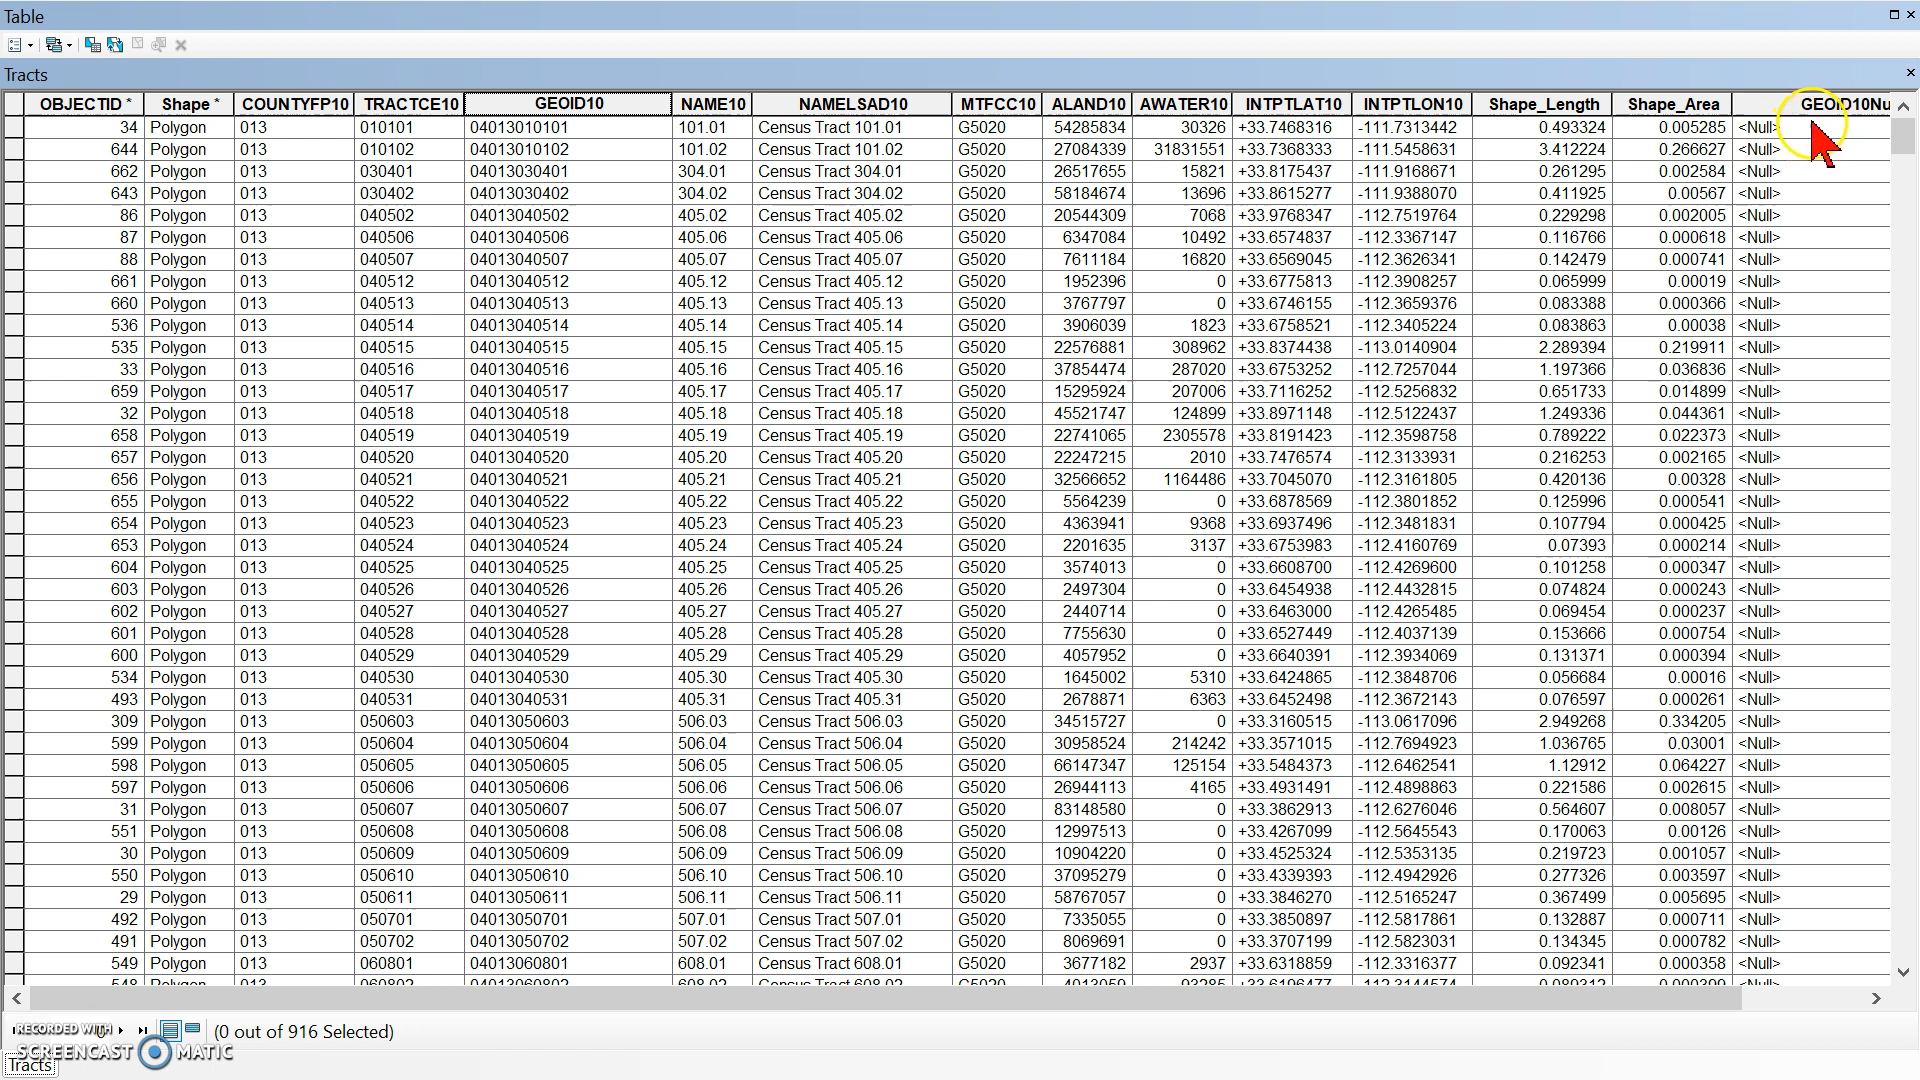 Table
Tracts
OBJECTID * Shape * COUNTYFP10 TRACTCE10 GEOID10 NAME10 NAMELSAD10 MTFCC10 ALAND10 AWATER10 INTPTLAT10 INTPTLON10 Shape_Length Shape_Area GEOID10Nu
34 Polygon 013 010101 04013010101 101.01 Census Tract 101.01 G5020 54285834 30326 +33.7468316 -111.7313442 0.493324 0.005285 <Null>
644 Polygon 013 010102 04013010102 101.02 Census Tract 101.02 G5020 27084339 31831551 +33.7368333 -111.5458631 3.412224 0.266627 <Null>
662 Polygon 013 030401 04013030401 304.01 Census Tract 304.01 G5020 26517655 15821 +33.8175437 -111.9168671 0.261295 0.002584 <Null>
643 Polygon 013 030402 04013030402 304.02 Census Tract 304.02 G5020 58184674 13696 +33.8615277 -111.9388070 0.411925 0.00567 <Null>
86 Polygon 013 040502 04013040502 405.02 Census Tract 405.02 G5020 20544309 7068 +33.9768347 -112.7519764 0.229298 0.002005 <Null>
87 Polygon 013 040506 04013040506 405.06 Census Tract 405.06 G5020 6347084 10492 +33.6574837 -112.3367147 0.116766 0.000618 <Null>
88 Polygon 013 040507 04013040507 405.07 Census Tract 405.07 G5020 7611184 16820 +33.6569045 -112.3626341 0.142479 0.000741 <Null>
661 Polygon 013 040512 04013040512 405.12 Census Tract 405.12 G5020 1952396 0 +33.6775813 -112.3908257 0.065999 0.00019 <Null>
660 Polygon 013 040513 04013040513 405.13 Census Tract 405.13 G5020 3767797 0 +33.6746155 -112.3659376 0.083388 0.000366 <Null>
536 Polygon 013 040514 04013040514 405.14 Census Tract 405.14 G5020 3906039 1823 +33.6758521 -112.3405224 0.083863 0.00038 <Null>
535 Polygon 013 040515 04013040515 405.15 Census Tract 405.15 G5020 22576881 308962 +33.8374438 -113.0140904 2.289394 0.219911 <Null>
33 Polygon 013 040516 04013040516 405.16 Census Tract 405.16 G5020 37854474 287020 +33.6753252 -112.7257044 1.197366 0.036836 <Null>
659 Polygon 013 040517 04013040517 405.17 Census Tract 405.17 G5020 15295924 207006 +33.7116252 -112.5256832 0.651733 0.014899 <Null>
32 Polygon 013 040518 04013040518 405.18 Census Tract 405.18 G5020 45521747 124899 +33.8971148 -112.5122437 1.249336 0.044361 <Null>
658 Polygon 013 040519 04013040519 405.19 Census Tract 405.19 G5020 22741065 2305578 +33.8191423 -112.3598758 0.789222 0.022373 <Null>
657 Polygon 013 040520 04013040520 405.20 Census Tract 405.20 G5020 22247215 2010 +33.7476574 -112.3133931 0.216253 0.002165 <Null>
656 Polygon 013 040521 04013040521 405.21 Census Tract 405.21 G5020 32566652 1164486 +33.7045070 -112.3161805 0.420136 0.00328 <Null>
655 Polygon 013 040522 04013040522 405.22 Census Tract 405.22 G5020 5564239 0 +33.6878569 -112.3801852 0.125996 0.000541 <Null>
654 Polygon 013 040523 04013040523 405.23 Census Tract 405.23 G5020 4363941 9368 +33.6937496 -112.3481831 0.107794 0.000425 <Null>
653 Polygon 013 040524 04013040524 405.24 Census Tract 405.24 G5020 2201635 3137 +33.6753983 -112.4160769 0.07393 0.000214 <Null>
604 Polygon 013 040525 04013040525 405.25 Census Tract 405.25 G5020 3574013 0 +33.6608700 -112.4269600 0.101258 0.000347 <Null>
603 Polygon 013 040526 04013040526 405.26 Census Tract 405.26 G5020 2497304 0 +33.6454938 -112.4432815 0.074824 0.000243 <Null>
602 Polygon 013 040527 04013040527 405.27 Census Tract 405.27 G5020 2440714 0 +33.6463000 -112.4265485 0.069454 0.000237 <Null>
601 Polygon 013 040528 04013040528 405.28 Census Tract 405.28 G5020 7755630 0 +33.6527449 -112.4037139 0.153666 0.000754 <Null>
600 Polygon 013 040529 04013040529 405.29 Census Tract 405.29 G5020 4057952 0 +33.6640391 -112.3934069 0.131371 0.000394 <Null>
534 Polygon 013 040530 04013040530 405.30 Census Tract 405.30 G5020 1645002 5310 +33.6424865 -112.3848706 0.056684 0.00016 <Null>
493 Polygon 013 040531 04013040531 405.31 Census Tract 405.31 G5020 2678871 6363 +33.6452498 -112.3672143 0.076597 0.000261 <Null>
309 Polygon 013 050603 04013050603 506.03 Census Tract 506.03 G5020 34515727 0 +33.3160515 -113.0617096 2.949268 0.334205 <Null>
599 Polygon 013 050604 04013050604 506.04 Census Tract 506.04 G5020 30958524 214242 +33.3571015 -112.7694923 1.036765 0.03001 <Null>
598 Polygon 013 050605 04013050605 506.05 Census Tract 506.05 G5020 66147347 125154 +33.5484373 -112.6462541 1.12912 0.064227 <Null>
597 Polygon 013 050606 04013050606 506.06 Census Tract 506.06 G5020 26944113 4165 +33.4931491 -112.4898863 0.221586 0.002615 <Null>
31 Polygon 013 050607 04013050607 506.07 Census Tract 506.07 G5020 83148580 0 +33.3862913 -112.6276046 0.564607 0.008057 <Null>
551 Polygon 013 050608 04013050608 506.08 Census Tract 506.08 G5020 12997513 0 +33.4267099 -112.5645543 0.170063 0.00126 <Null>
30 Polygon 013 050609 04013050609 506.09 Census Tract 506.09 G5020 10904220 0 +33.4525324 -112.5353135 0.219723 0.001057 <Null>
550 Polygon 013 050610 04013050610 506.10 Census Tract 506.10 G5020 37095279 0 +33.4339393 -112.4942926 0.277326 0.003597 <Null>
29 Polygon 013 050611 04013050611 506.11 Census Tract 506.11 G5020 58767057 0 +33.3846270 -112.5165247 0.367499 0.005695 <Null>
492 Polygon 013 050701 04013050701 507.01 Census Tract 507.01 G5020 7335055 0 +33.3850897 -112.5817861 0.132887 0.000711 <Null>
491 Polygon 013 050702 04013050702 507.02 Census Tract 507.02 G5020 8069691 0 +33.3707199 -112.5823031 0.134345 0.000782 <Null>
549 Polygon 013 060801 04013060801 608.01 Census Tract 608.01 G5020 3677182 2937 +33.6318859 -112.3316377 0.092341 0.000358 <Null>
(0 out of 916 Selected)
RECORDED WITH
SCREENCAST MATIC
Tracts